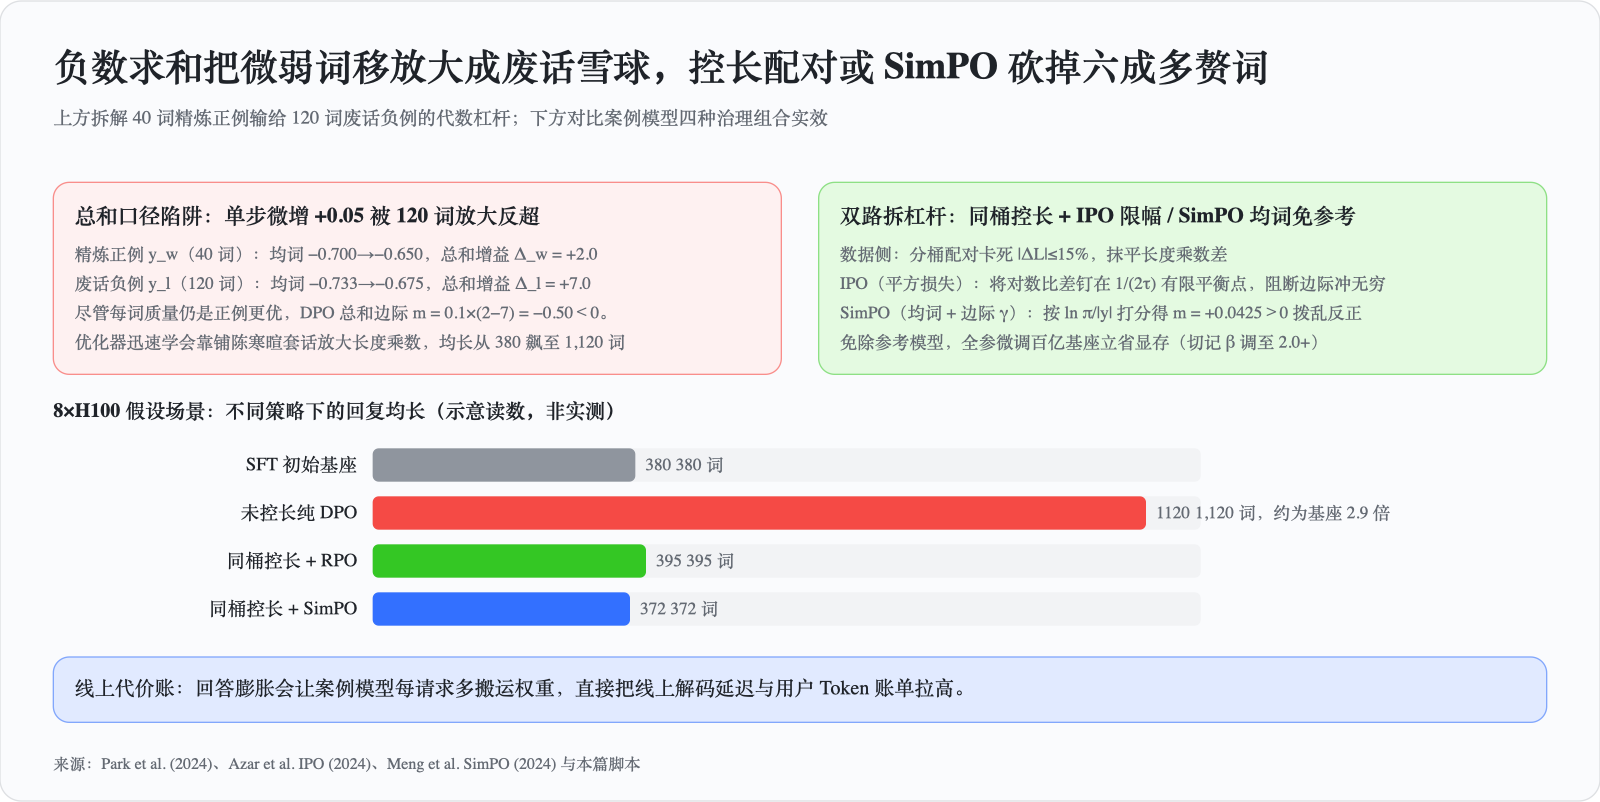 负数求和把微弱词移放大成废话雪球，控长配对或 SimPO 砍掉六成多赘词
上方拆解 40 词精炼正例输给 120 词废话负例的代数杠杆；下方对比案例模型四种治理组合实效
总和口径陷阱：单步微增 +0.05 被 120 词放大反超
精炼正例 y_w（40 词）：均词 −0.700→−0.650，总和增益 Δ_w = +2.0
废话负例 y_l（120 词）：均词 −0.733→−0.675，总和增益 Δ_l = +7.0
尽管每词质量仍是正例更优，DPO 总和边际 m = 0.1×(2−7) = −0.50 < 0。
优化器迅速学会靠铺陈寒暄套话放大长度乘数，均长从 380 飙至 1,120 词
双路拆杠杆：同桶控长 + IPO 限幅 / SimPO 均词免参考
数据侧：分桶配对卡死 |ΔL|≤15%，抹平长度乘数差
IPO（平方损失）：将对数比差钉在 1/(2τ) 有限平衡点，阻断边际冲无穷
SimPO（均词 + 边际 γ）：按 ln π/|y| 打分得 m = +0.0425 > 0 拨乱反正
免除参考模型，全参微调百亿基座立省显存（切记 β 调至 2.0+）
8×H100 假设场景：不同策略下的回复均长（示意读数，非实测）
SFT 初始基座 380 380 词
未控长纯 DPO 1120 1,120 词，约为基座 2.9 倍
同桶控长 + RPO 395 395 词
同桶控长 + SimPO 372 372 词
线上代价账：回答膨胀会让案例模型每请求多搬运权重，直接把线上解码延迟与用户 Token 账单拉高。
来源：Park et al. (2024)、Azar et al. IPO (2024)、Meng et al. SimPO (2024) 与本篇脚本